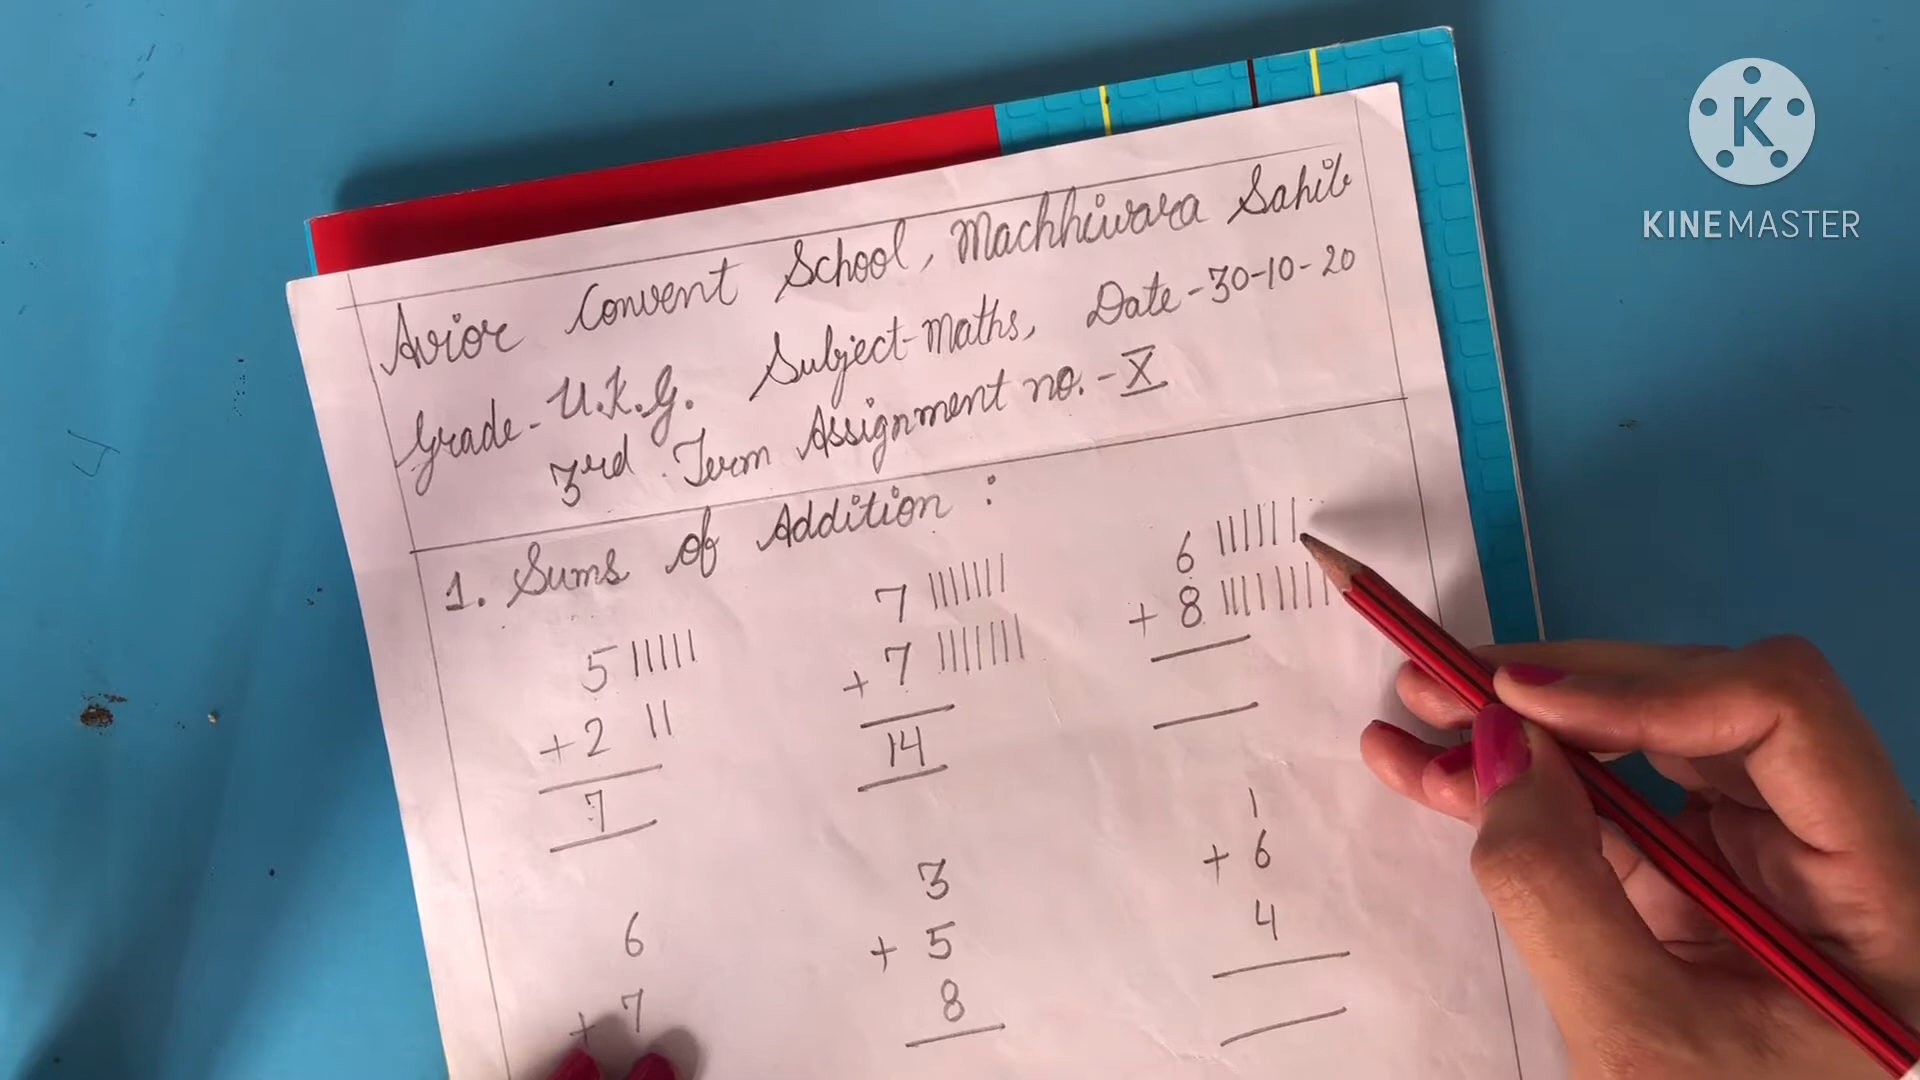 Avior Convent School, Machhiwara Sahib
Grade-U.K.G. Subject-Maths, Date-30-10-20
3rd Term Assignment no.-X
1. Sums of Addition :
5
+ 2
7
7
+ 7
14
6
+ 8
6
+ 7
3
+ 5
8
1
+ 6
4
K
KINEMASTER